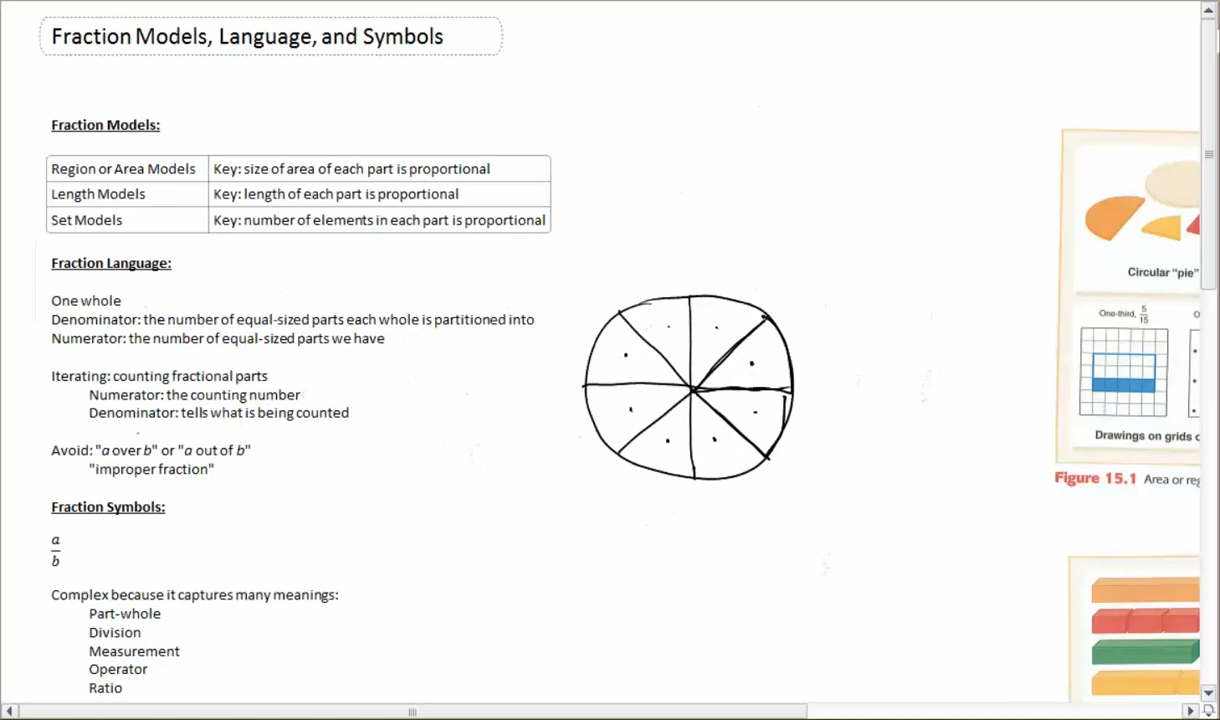 Fraction Models, Language, and Symbols
Fraction Models:
Region or Area Models Key: size of area of each part is proportional
Length Models Key: length of each part is proportional
Set Models Key: number of elements in each part is proportional
Fraction Language:
One whole
Denominator: the number of equal-sized parts each whole is partitioned into
Numerator: the number of equal-sized parts we have
Iterating: counting fractional parts
Numerator: the counting number
Denominator: tells what is being counted
Avoid: "a over b" or "a out of b"
"improper fraction"
Fraction Symbols:
a
b
Complex because it captures many meanings:
Part-whole
Division
Measurement
Operator
Ratio
Circular "pie"
One-third, 5/15
Drawings on grids
Figure 15.1 Area or